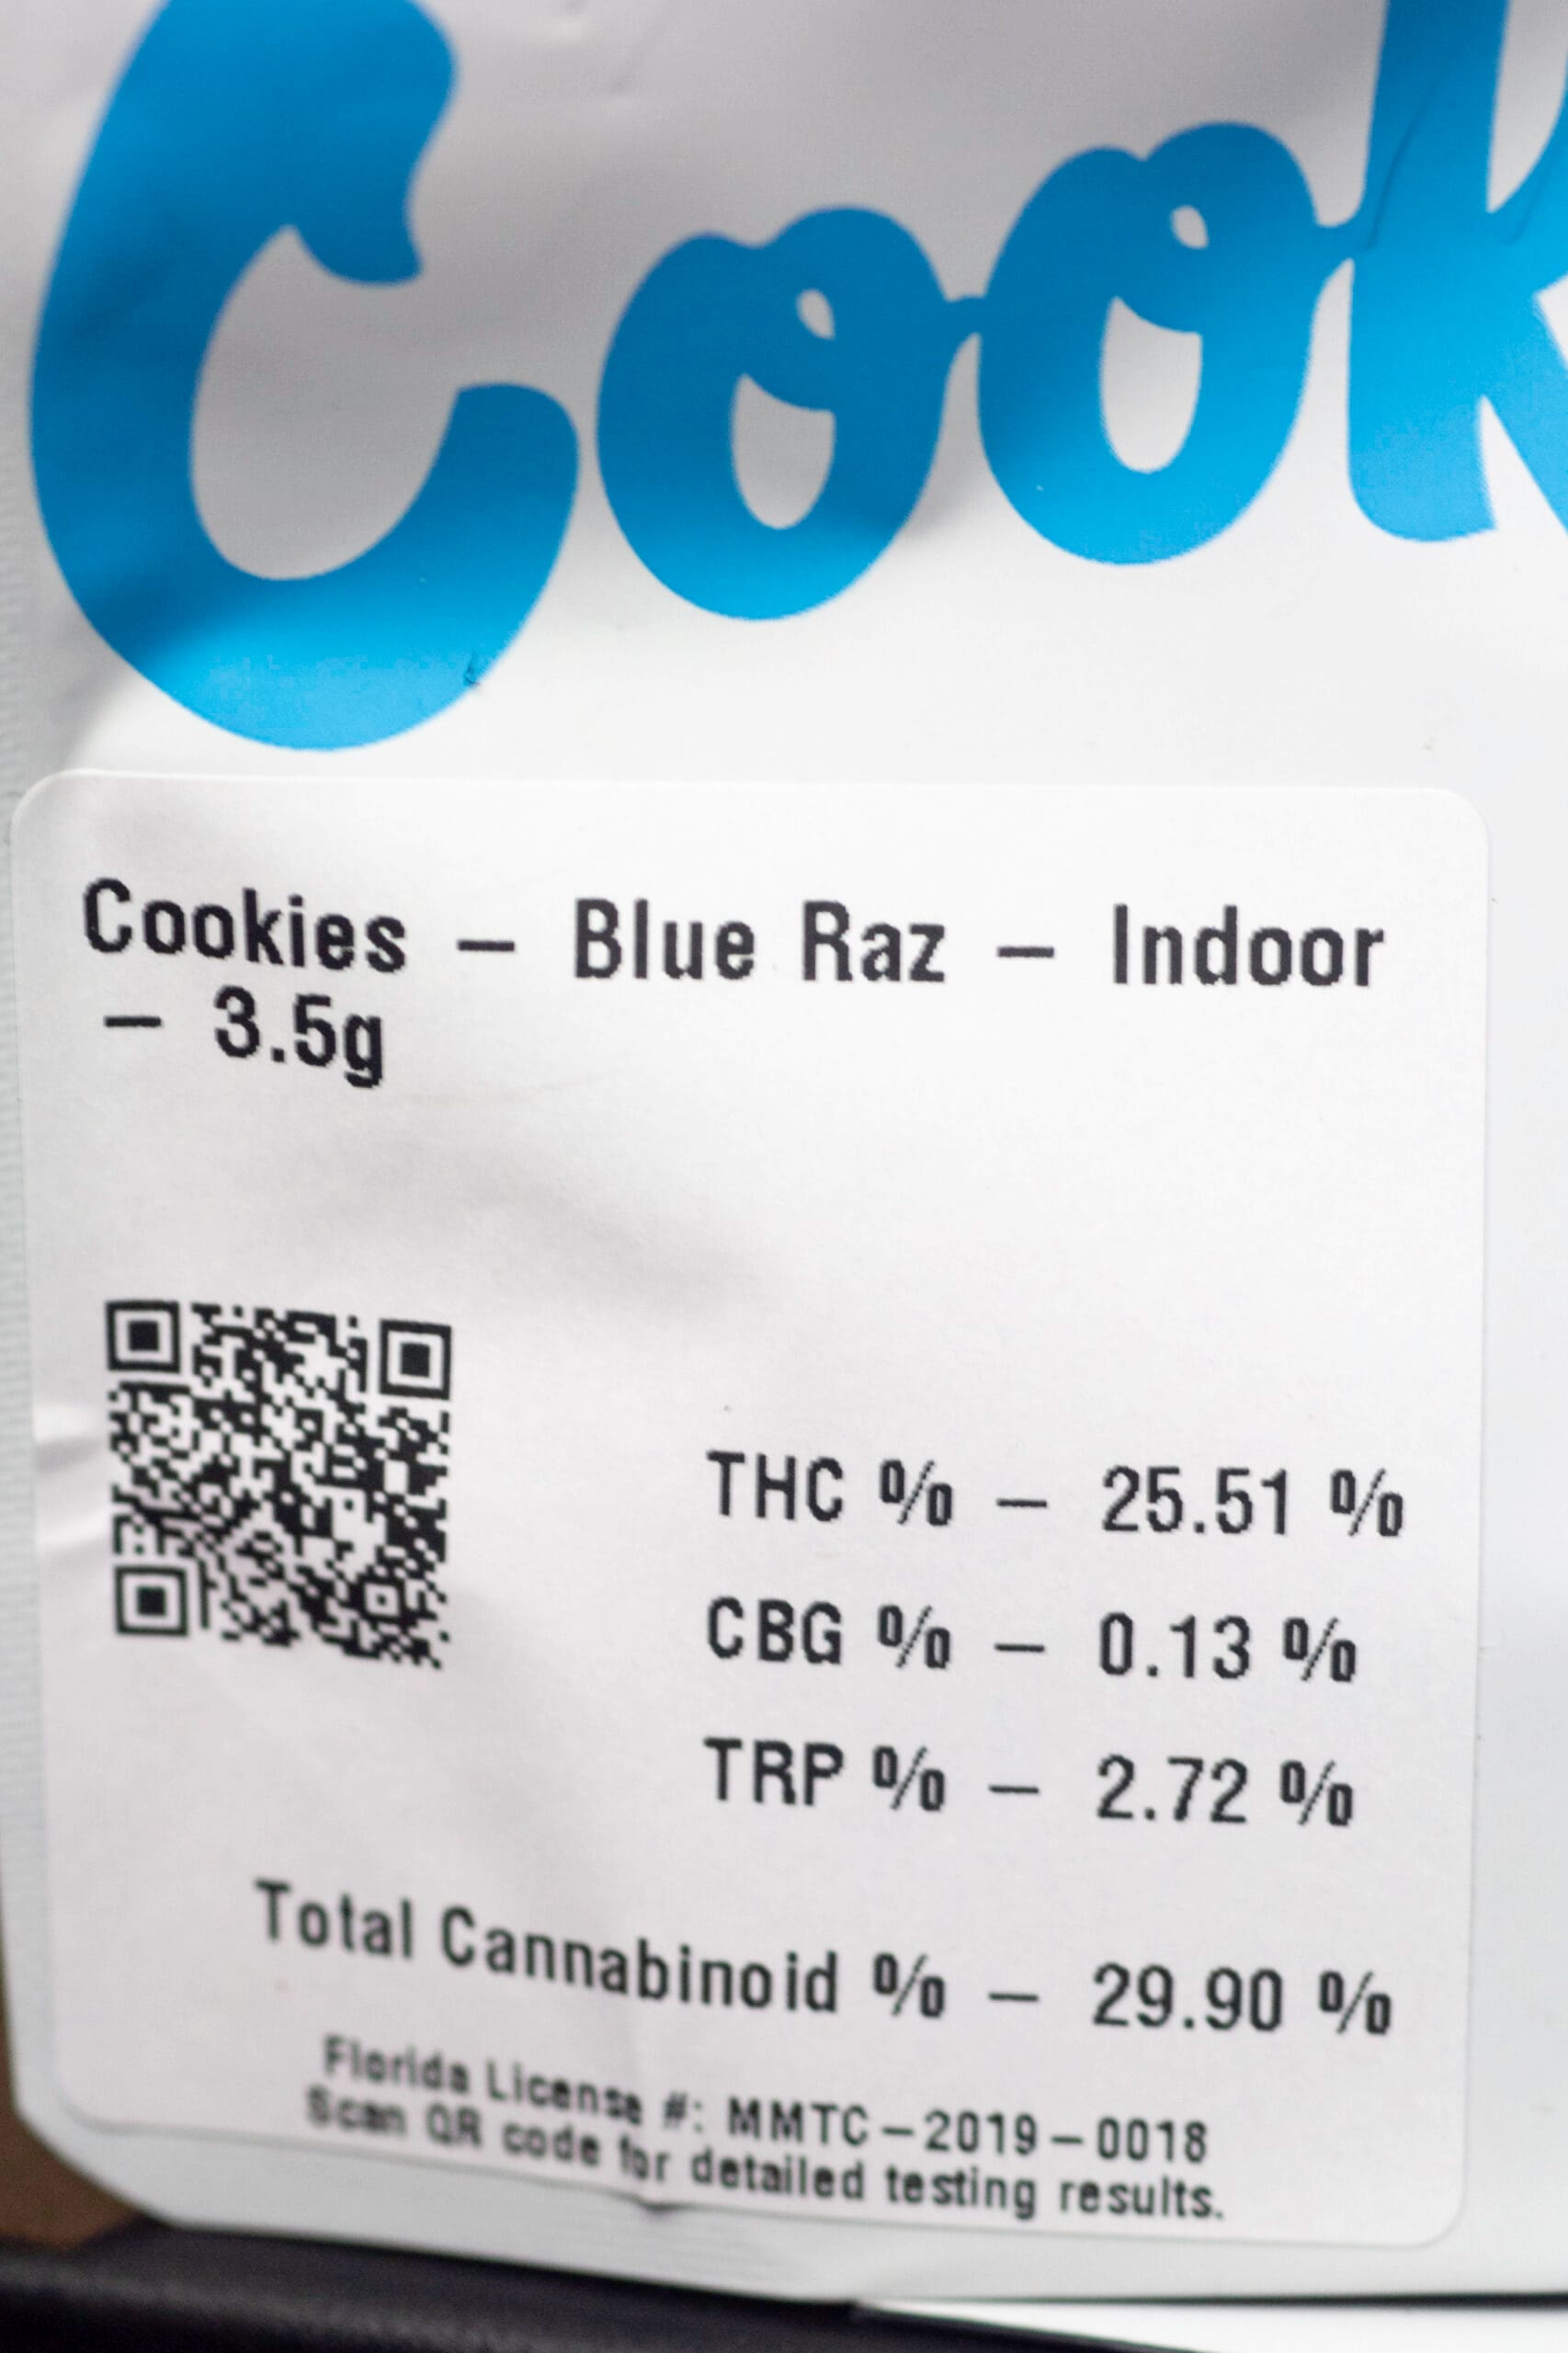 Cook
Cookies – Blue Raz – Indoor
– 3.5g
THC % – 25.51 %
CBG % – 0.13 %
TRP % – 2.72 %
Total Cannabinoid % – 29.90 %
Florida License #: MMTC–2019–0018
Scan QR code for detailed testing results.